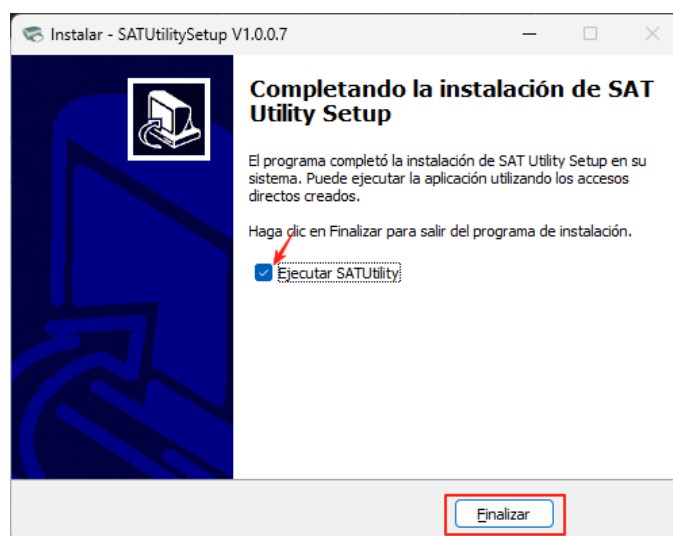 Instalar - SATUtilitySetup V1.0.0.7
Completando la instalación de SAT
Utility Setup
El programa completó la instalación de SAT Utility Setup en su
sistema. Puede ejecutar la aplicación utilizando los accesos
directos creados.
Haga clic en Finalizar para salir del programa de instalación.
Ejecutar SATUtility
Finalizar